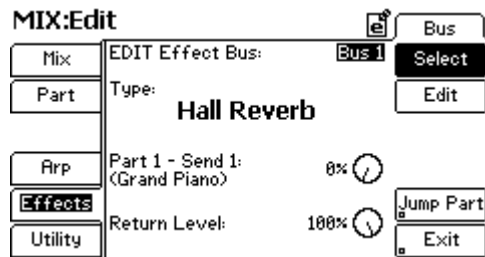 MIX:Edit
e
Bus
Mix
EDIT Effect Bus:
Bus 1
Select
Part
Type:
Edit
Hall Reverb
Arp
Part 1 - Send 1:
0%
(Grand Piano)
Effects
Jump Part
Return Level:
100%
Utility
Exit